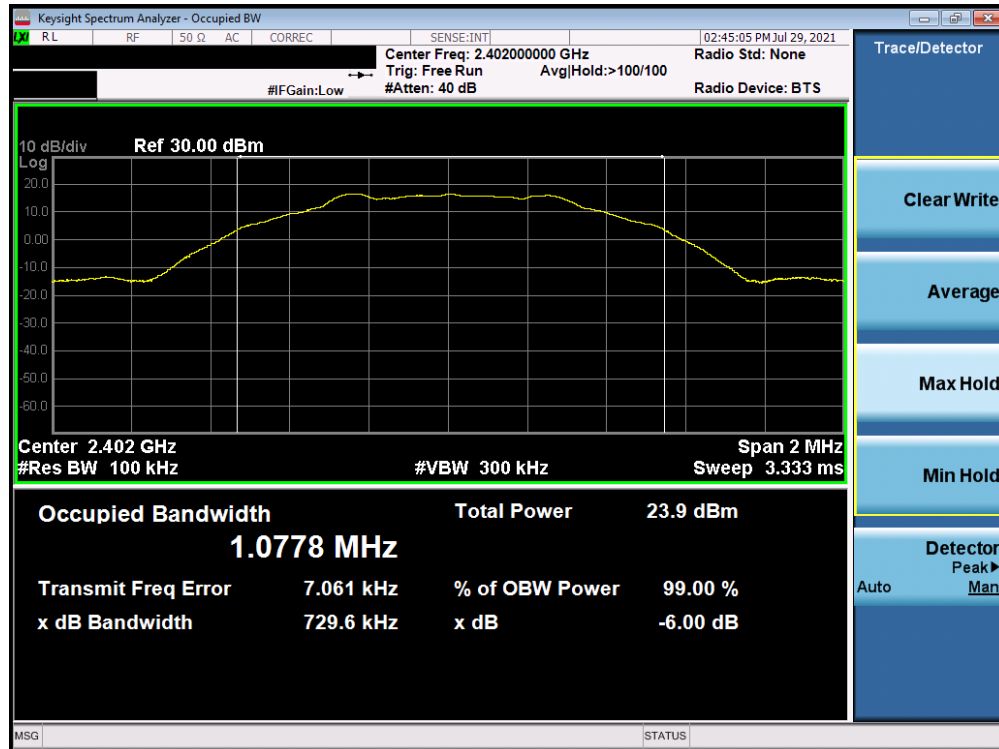 Keysight Spectrum Analyzer - Occupied BW
LXI RL RF 50 Ω AC CORREC SENSE:INT 02:45:05 PM Jul 29, 2021
Center Freq: 2.402000000 GHz Radio Std: None
Trig: Free Run Avg|Hold:>100/100
#IFGain:Low #Atten: 40 dB Radio Device: BTS
10 dB/div Ref 30.00 dBm
Log
20.0
10.0
0.00
-10.0
-20.0
-30.0
-40.0
-50.0
-60.0
Center 2.402 GHz Span 2 MHz
#Res BW 100 kHz #VBW 300 kHz Sweep 3.333 ms
Occupied Bandwidth Total Power 23.9 dBm
1.0778 MHz
Transmit Freq Error 7.061 kHz % of OBW Power 99.00 %
x dB Bandwidth 729.6 kHz x dB -6.00 dB
Trace/Detector
Clear Write
Average
Max Hold
Min Hold
Detector
Peak▶
Auto Man
MSG STATUS